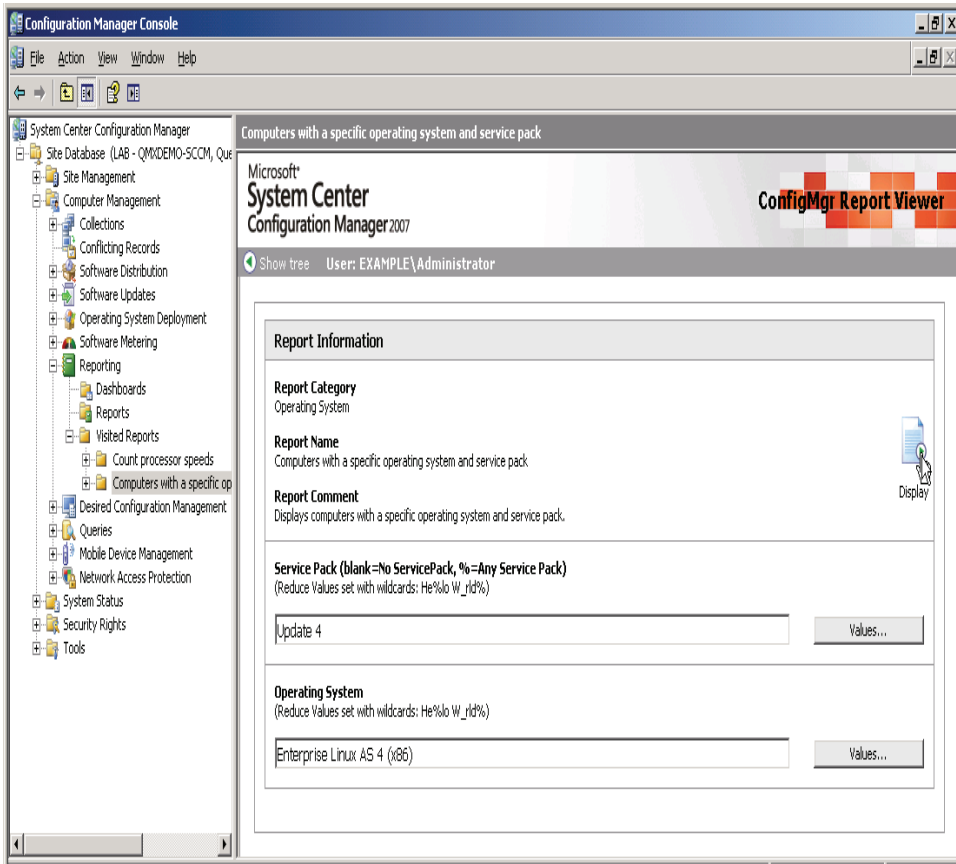 Configuration Manager Console
File Action View Window Help
System Center Configuration Manager
Site Database (LAB - QMXDEMO-SCCM, Que
Site Management
Computer Management
Collections
Conflicting Records
Software Distribution
Software Updates
Operating System Deployment
Software Metering
Reporting
Dashboards
Reports
Visited Reports
Count processor speeds
Computers with a specific op
Desired Configuration Management
Queries
Mobile Device Management
Network Access Protection
System Status
Security Rights
Tools
Computers with a specific operating system and service pack
Microsoft®
System Center
Configuration Manager 2007
ConfigMgr Report Viewer
Show tree User: EXAMPLE\Administrator
Report Information
Report Category
Operating System
Report Name
Computers with a specific operating system and service pack
Report Comment
Displays computers with a specific operating system and service pack.
Display
Service Pack (blank=No ServicePack, %=Any Service Pack)
(Reduce Values set with wildcards: He%lo W_rld%)
Update 4 Values...
Operating System
(Reduce Values set with wildcards: He%lo W_rld%)
Enterprise Linux AS 4 (x86) Values...